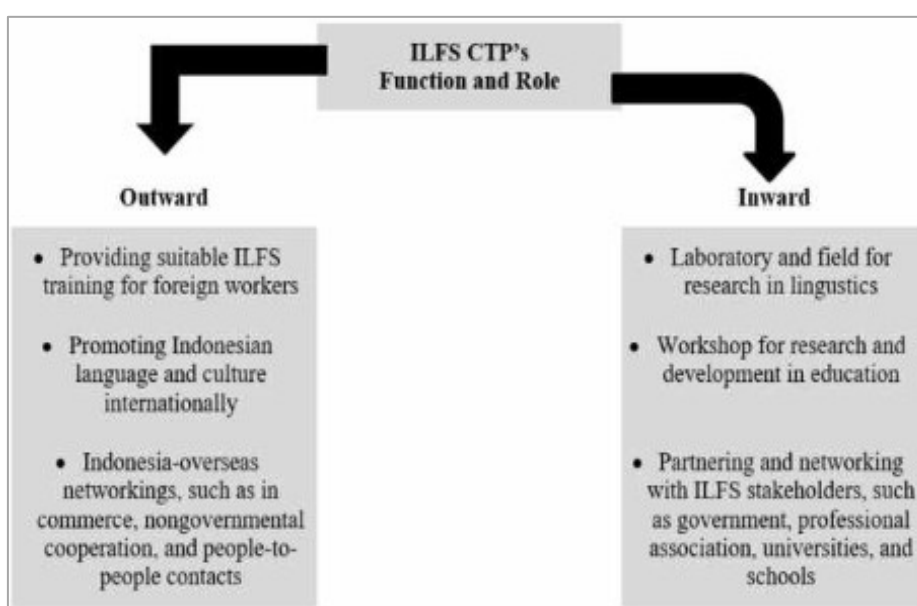 ILFS CTP's
Function and Role
Outward
• Providing suitable ILFS
training for foreign workers
• Promoting Indonesian
language and culture
internationally
• Indonesia-overseas
networkings, such as in
commerce, nongovernmental
cooperation, and people-to-
people contacts
Inward
• Laboratory and field for
research in lingustics
• Workshop for research and
development in education
• Partnering and networking
with ILFS stakeholders, such
as government, professional
association, universities, and
schools